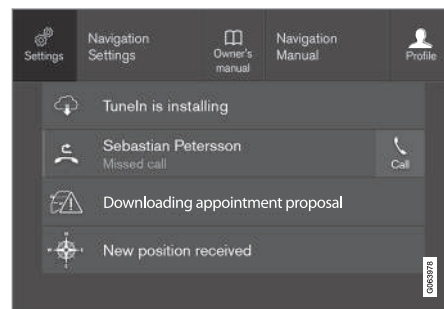 Settings
Navigation
Settings
Owner's
manual
Navigation
Manual
Profile
TuneIn is installing
Sebastian Petersson
Missed call
Call
Downloading appointment proposal
New position received
G063978